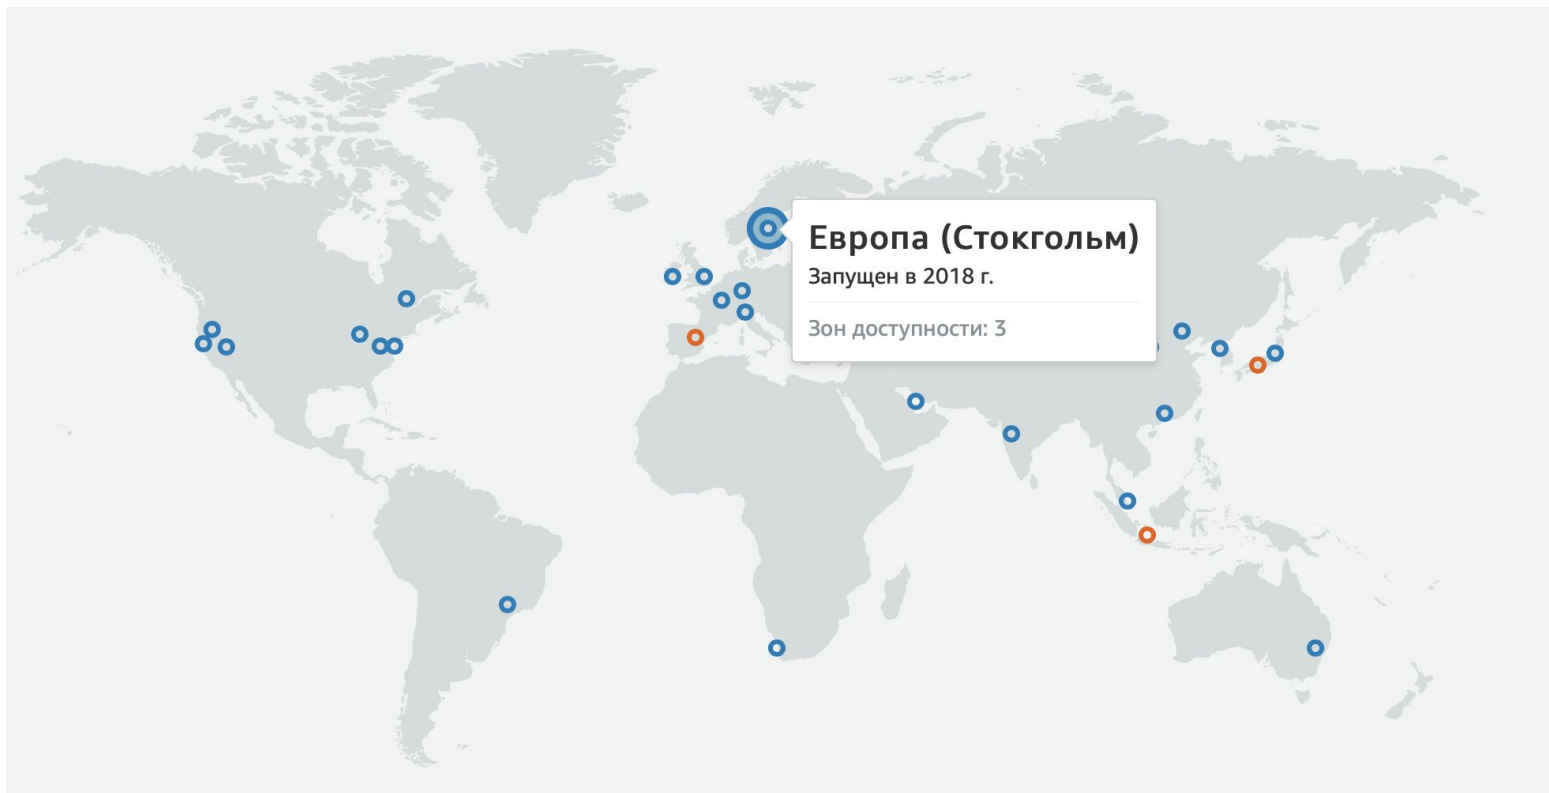 Европа (Стокгольм)
Запущен в 2018 г.
Зон доступности: 3